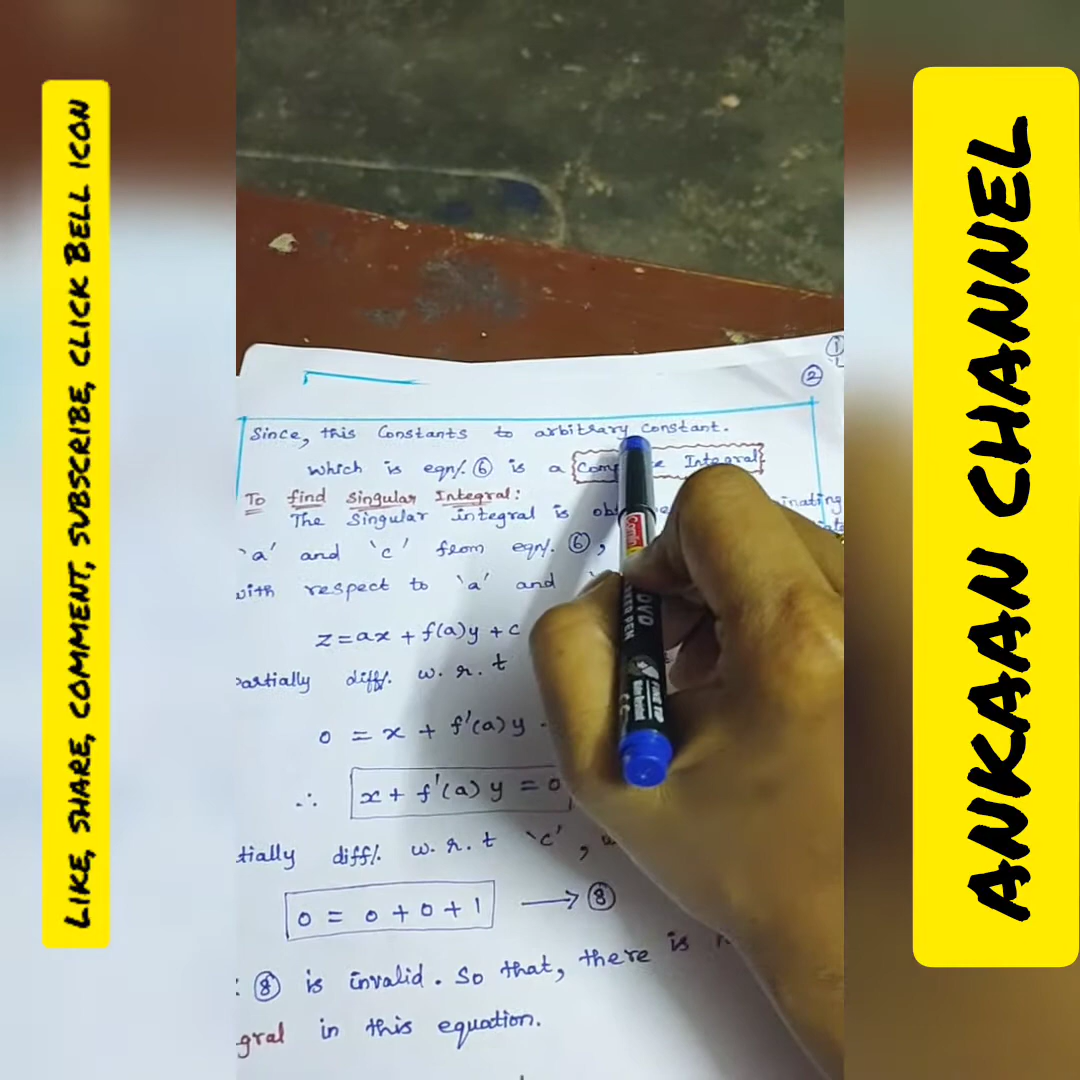 LIKE, SHARE, COMMENT, SUBSCRIBE, CLICK BELL ICON
ANKAAN CHANNEL
①
②
Since, this Constants to arbitrary constant.
which is eqn/. ⑥ is a Integral
To find Singular Integral:
The Singular integral is
'a' and 'c' from eqn/. ⑥,
with respect to 'a' and
z = ax + f(a)y + c
partially diff/. w.r.t
0 = x + f'(a)y
∴ x + f'(a)y = 0
tially diff/. w.r.t 'c',
0 = 0 + 0 + 1 → ⑧
: ⑧ is invalid. So that, there is
gral in this equation.